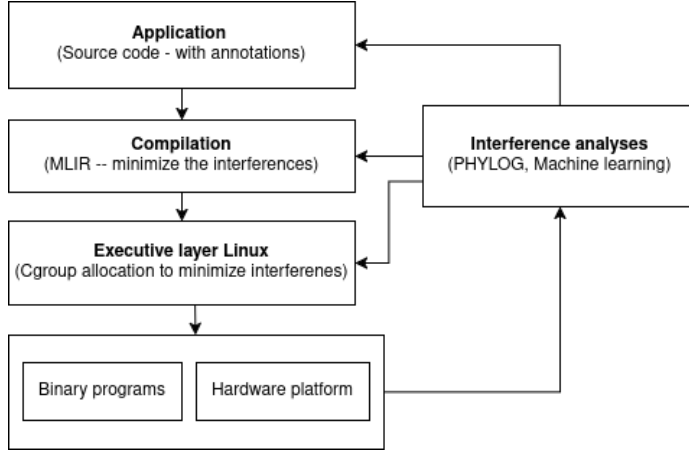 Application
(Source code - with annotations)
Compilation
(MLIR -- minimize the interferences)
Interference analyses
(PHYLOG, Machine learning)
Executive layer Linux
(Cgroup allocation to minimize interferenes)
Binary programs
Hardware platform